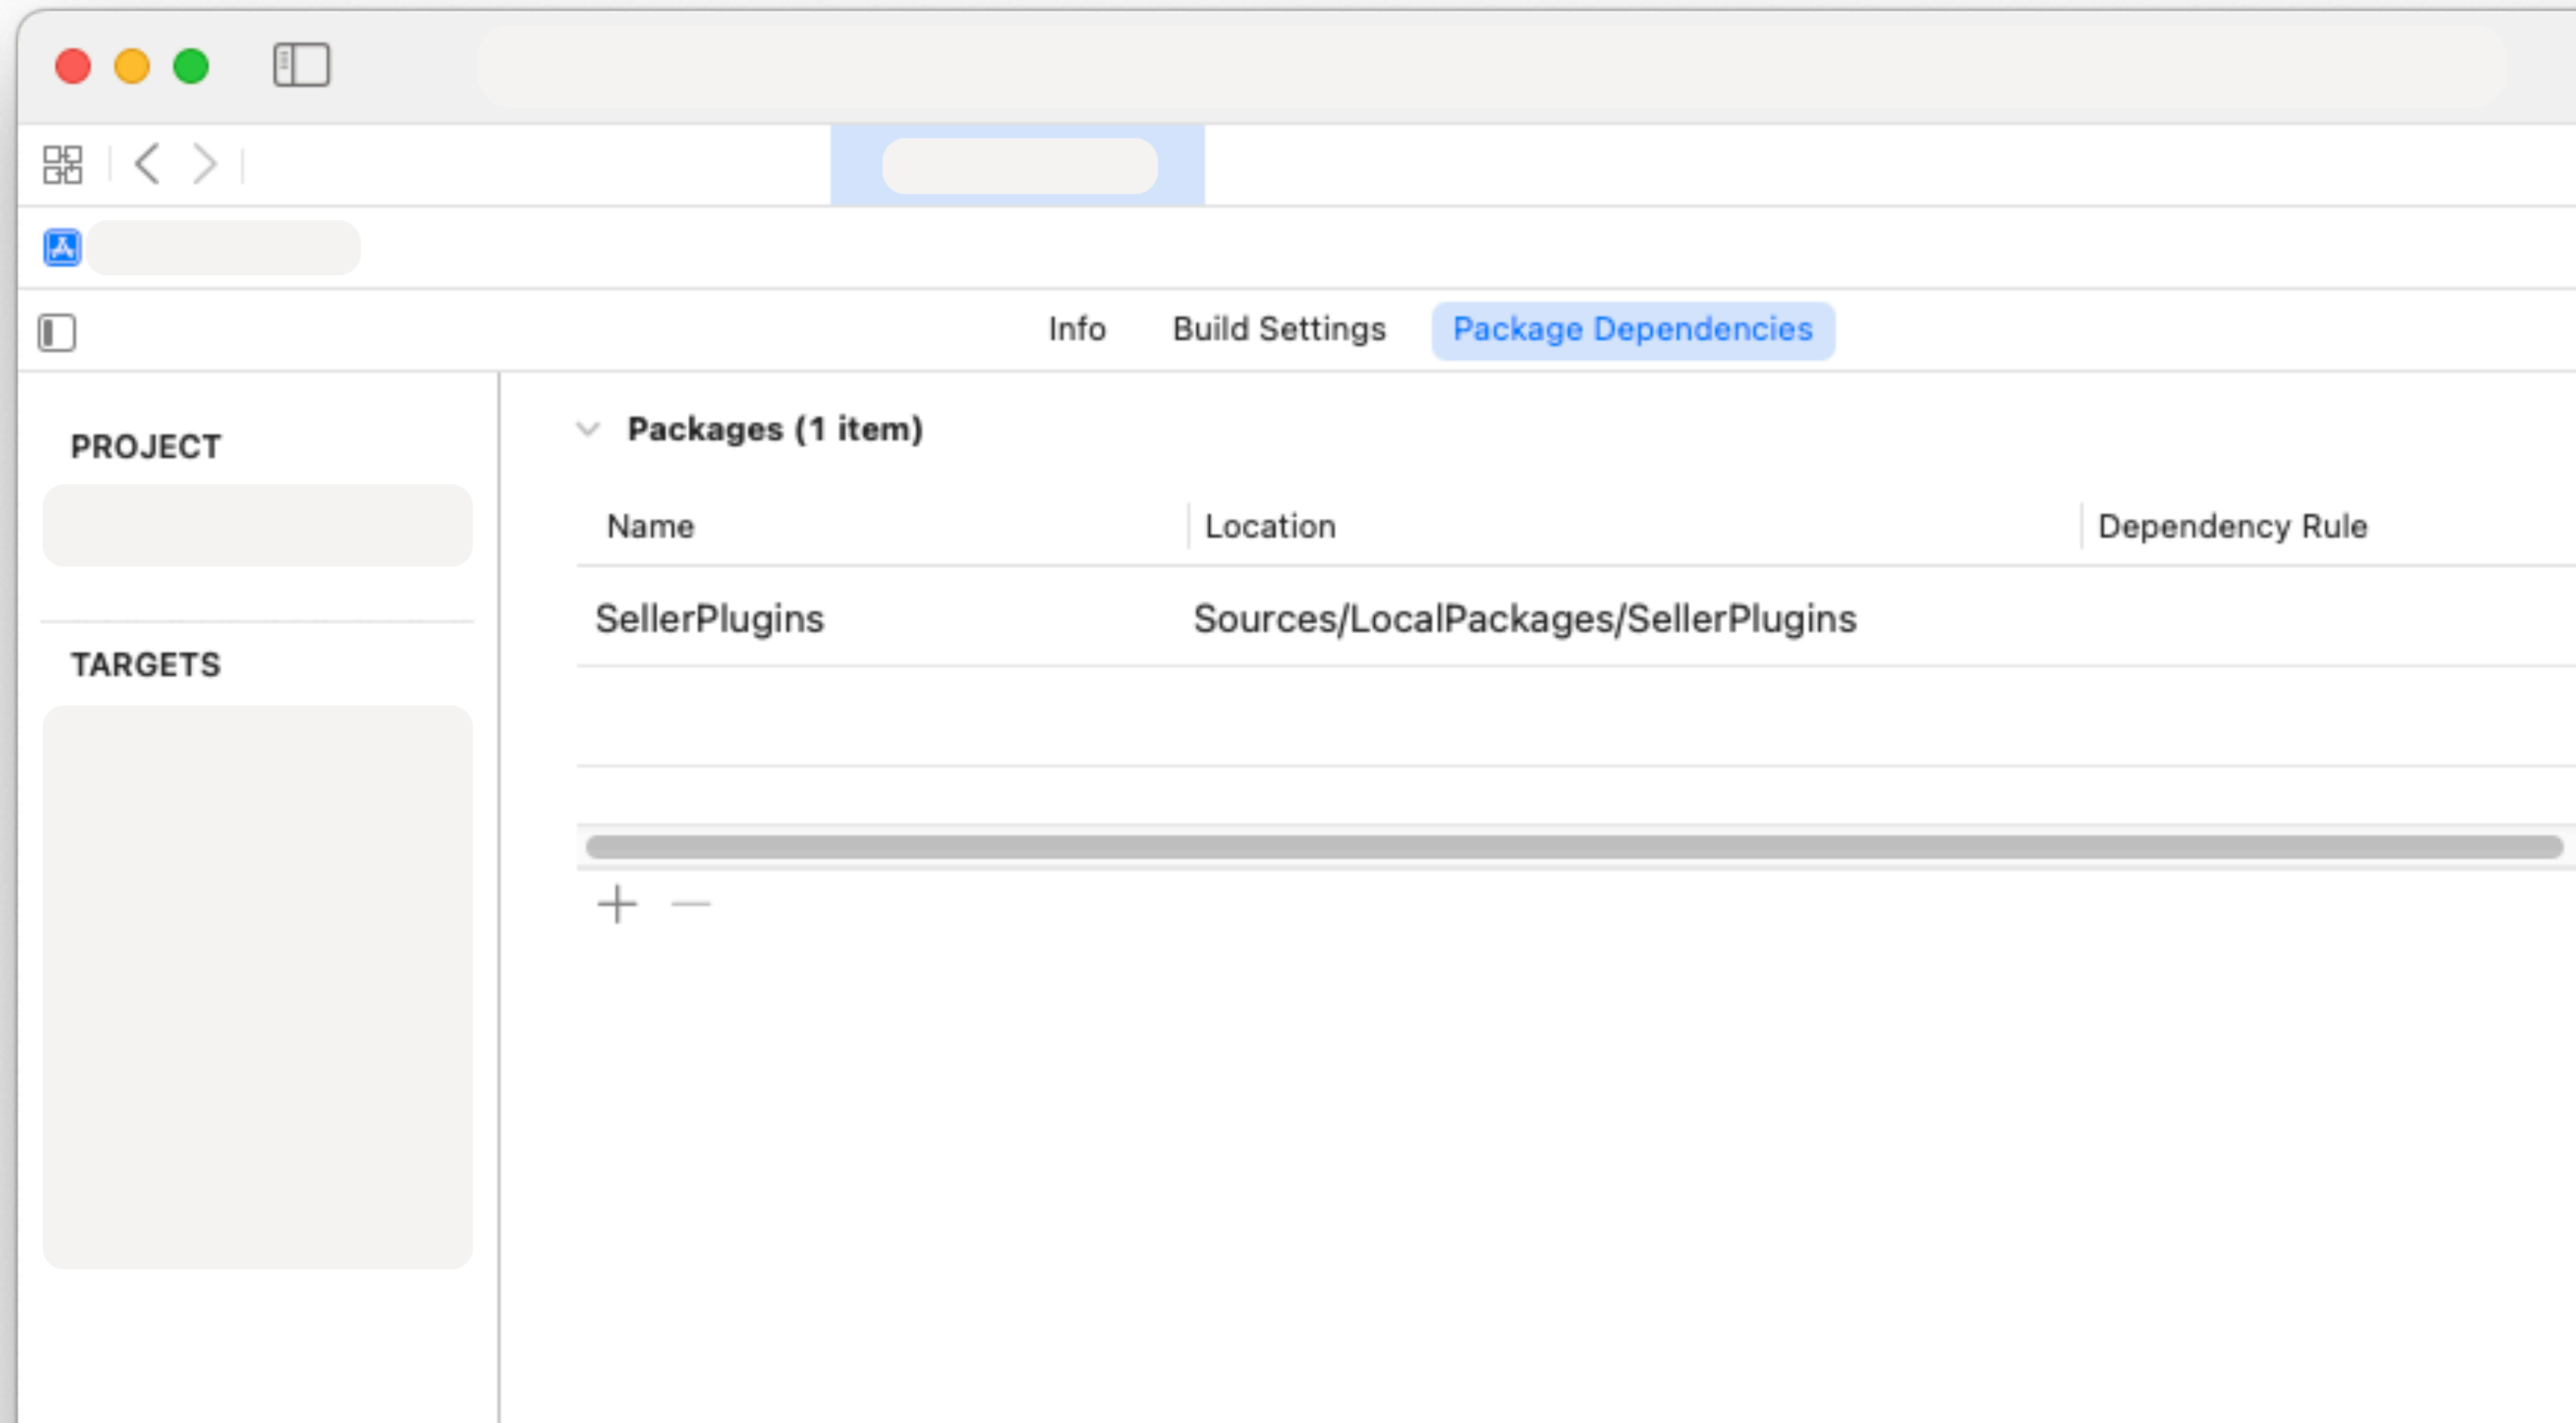 Info Build Settings Package Dependencies
PROJECT
TARGETS
Packages (1 item)
Name Location Dependency Rule
SellerPlugins Sources/LocalPackages/SellerPlugins